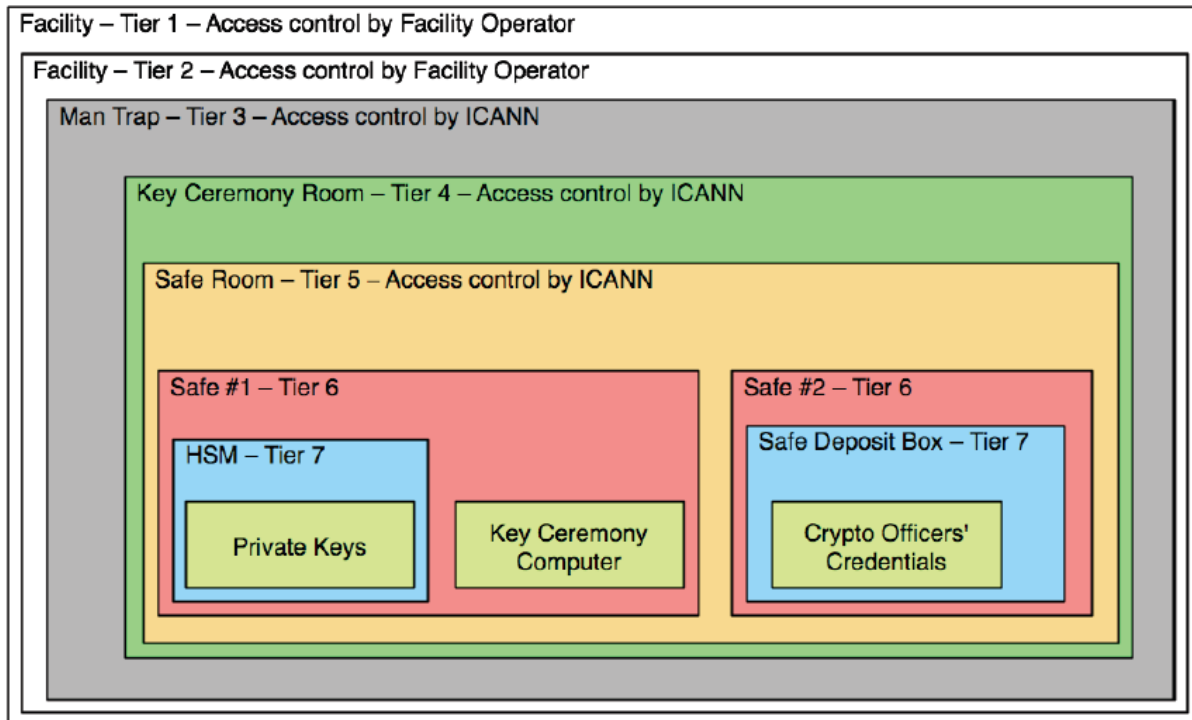 Facility – Tier 1 – Access control by Facility Operator
Facility – Tier 2 – Access control by Facility Operator
Man Trap – Tier 3 – Access control by ICANN
Key Ceremony Room – Tier 4 – Access control by ICANN
Safe Room – Tier 5 – Access control by ICANN
Safe #1 – Tier 6
HSM – Tier 7
Private Keys
Key Ceremony
Computer
Safe #2 – Tier 6
Safe Deposit Box – Tier 7
Crypto Officers'
Credentials